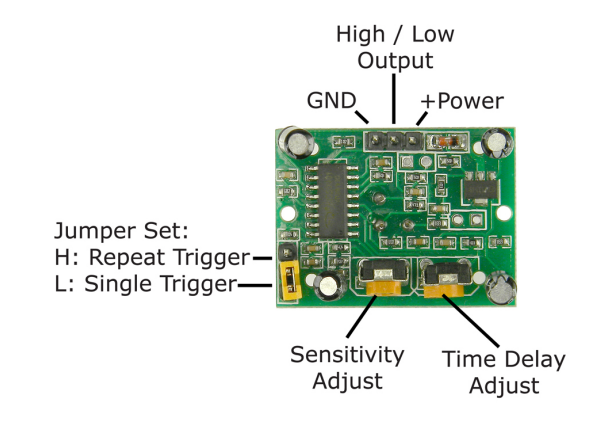 High / Low
Output
GND
+Power
Jumper Set:
H: Repeat Trigger
L: Single Trigger
Sensitivity
Adjust
Time Delay
Adjust